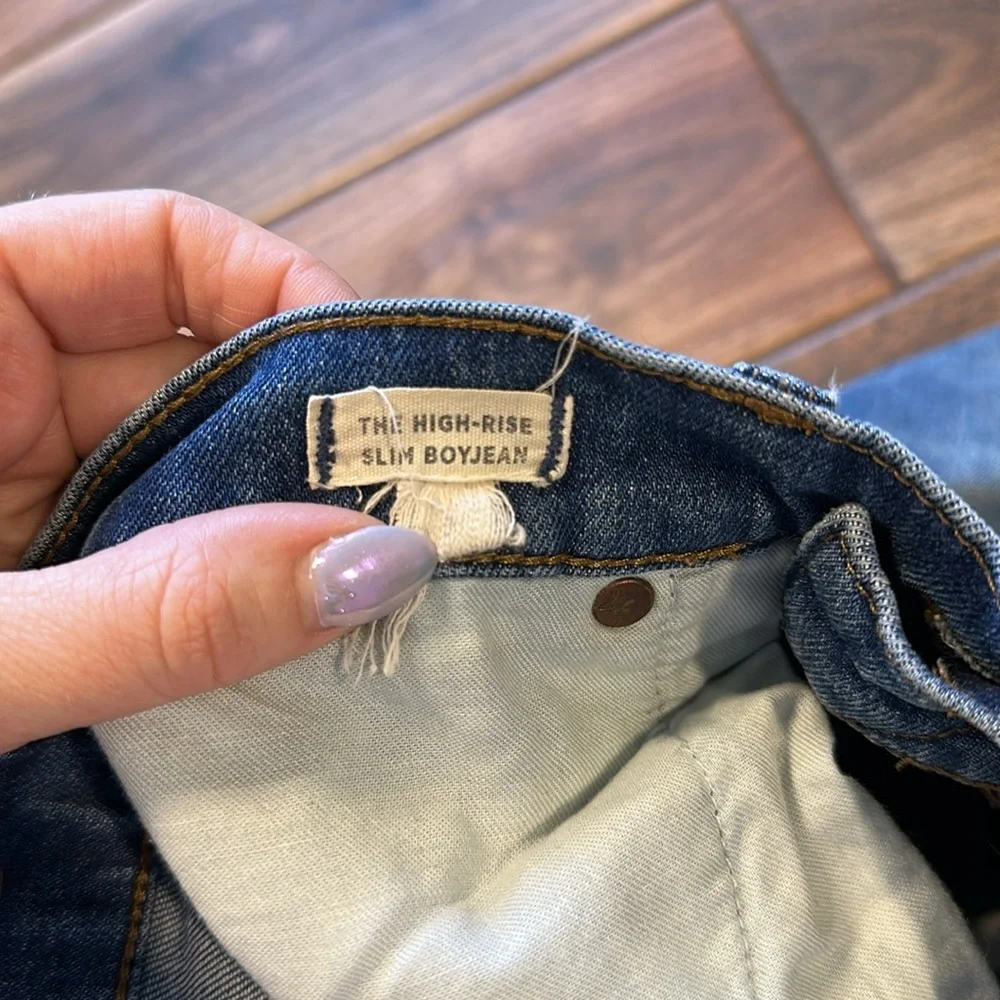 THE HIGH-RISE
SLIM BOYJEAN